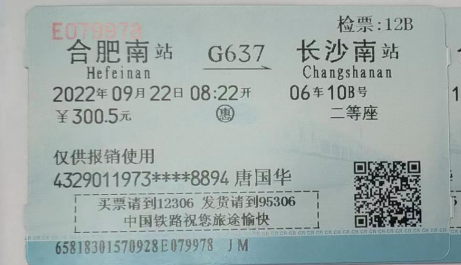 E079978
检票:12B
合肥南站 G637 长沙南站
Hefeinan Changshanan
2022年09月22日 08:22开 06车10B号
￥300.5元 惠 二等座
仅供报销使用
4329011973****8894 唐国华
买票请到12306 发货请到95306
中国铁路祝您旅途愉快
65818301570928E079978 JM